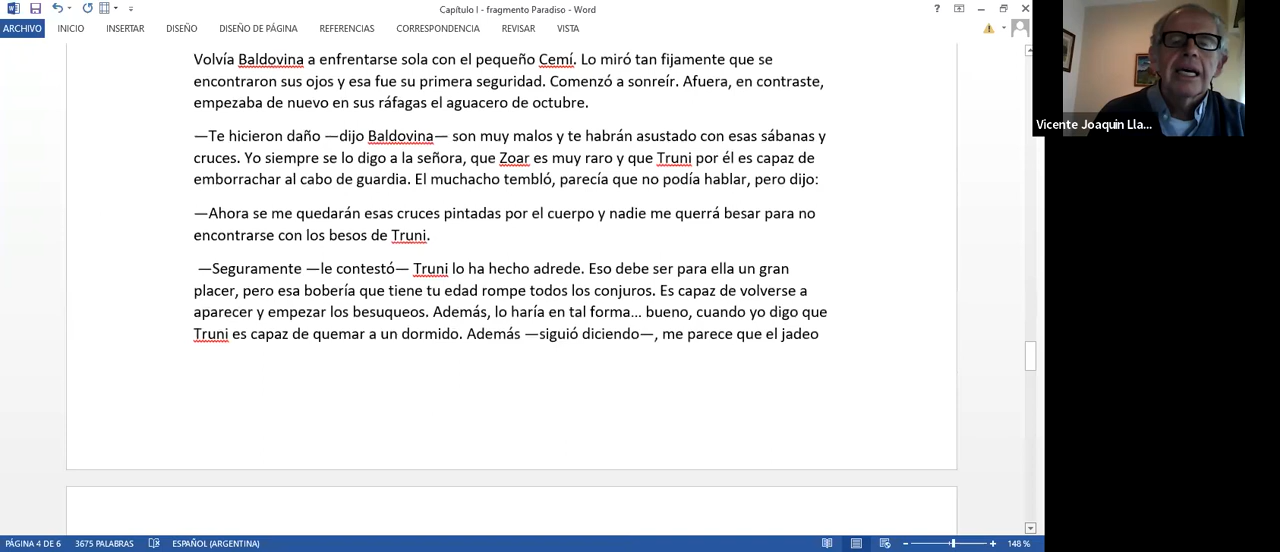 Capítulo I - fragmento Paradiso - Word
ARCHIVO INICIO INSERTAR DISEÑO DISEÑO DE PÁGINA REFERENCIAS CORRESPONDENCIA REVISAR VISTA
Volvía Baldovina a enfrentarse sola con el pequeño Cemí. Lo miró tan fijamente que se
encontraron sus ojos y esa fue su primera seguridad. Comenzó a sonreír. Afuera, en contraste,
empezaba de nuevo en sus ráfagas el aguacero de octubre.
—Te hicieron daño —dijo Baldovina— son muy malos y te habrán asustado con esas sábanas y
cruces. Yo siempre se lo digo a la señora, que Zoar es muy raro y que Truni por él es capaz de
emborrachar al cabo de guardia. El muchacho tembló, parecía que no podía hablar, pero dijo:
—Ahora se me quedarán esas cruces pintadas por el cuerpo y nadie me querrá besar para no
encontrarse con los besos de Truni.
—Seguramente —le contestó— Truni lo ha hecho adrede. Eso debe ser para ella un gran
placer, pero esa bobería que tiene tu edad rompe todos los conjuros. Es capaz de volverse a
aparecer y empezar los besuqueos. Además, lo haría en tal forma... bueno, cuando yo digo que
Truni es capaz de quemar a un dormido. Además —siguió diciendo—, me parece que el jadeo
PÁGINA 4 DE 6 3675 PALABRAS ESPAÑOL (ARGENTINA) 148 %
Vicente Joaquin Lla...